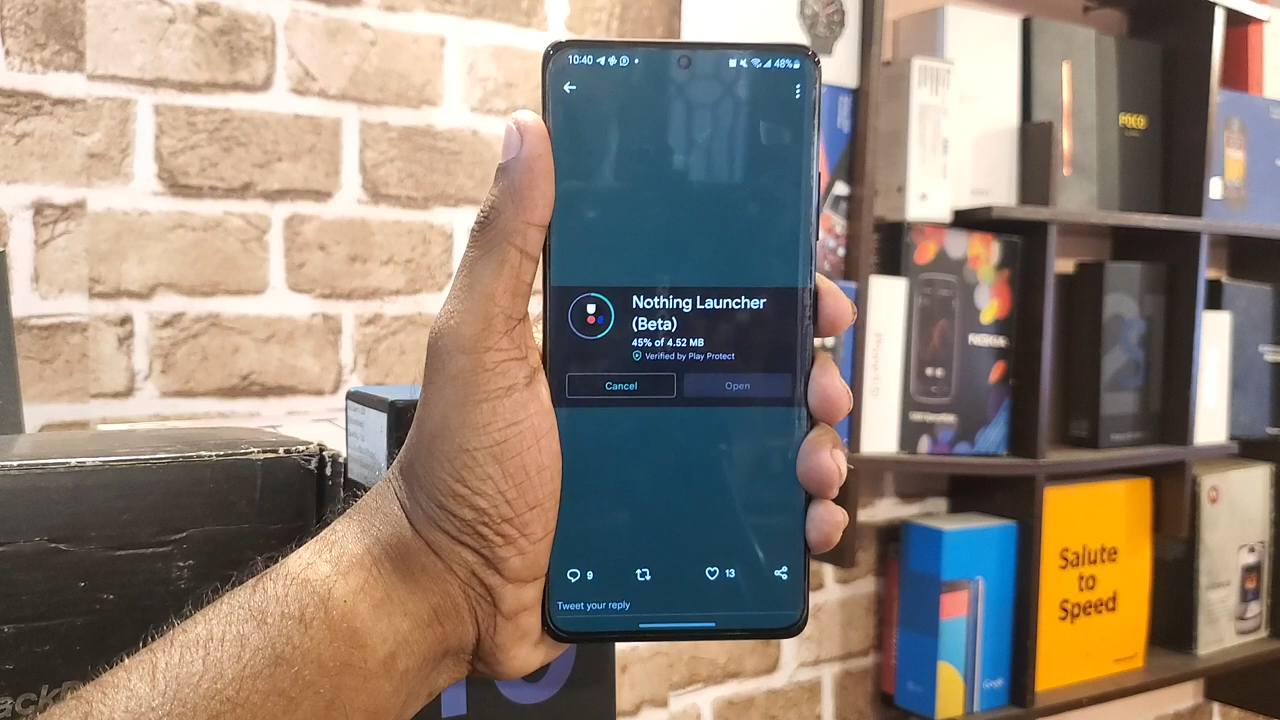 10:40
48%
Nothing Launcher
(Beta)
45% of 4.52 MB
Verified by Play Protect
Cancel
Open
9
13
Tweet your reply
POCO
NOKIA
Salute
to
Speed
Google